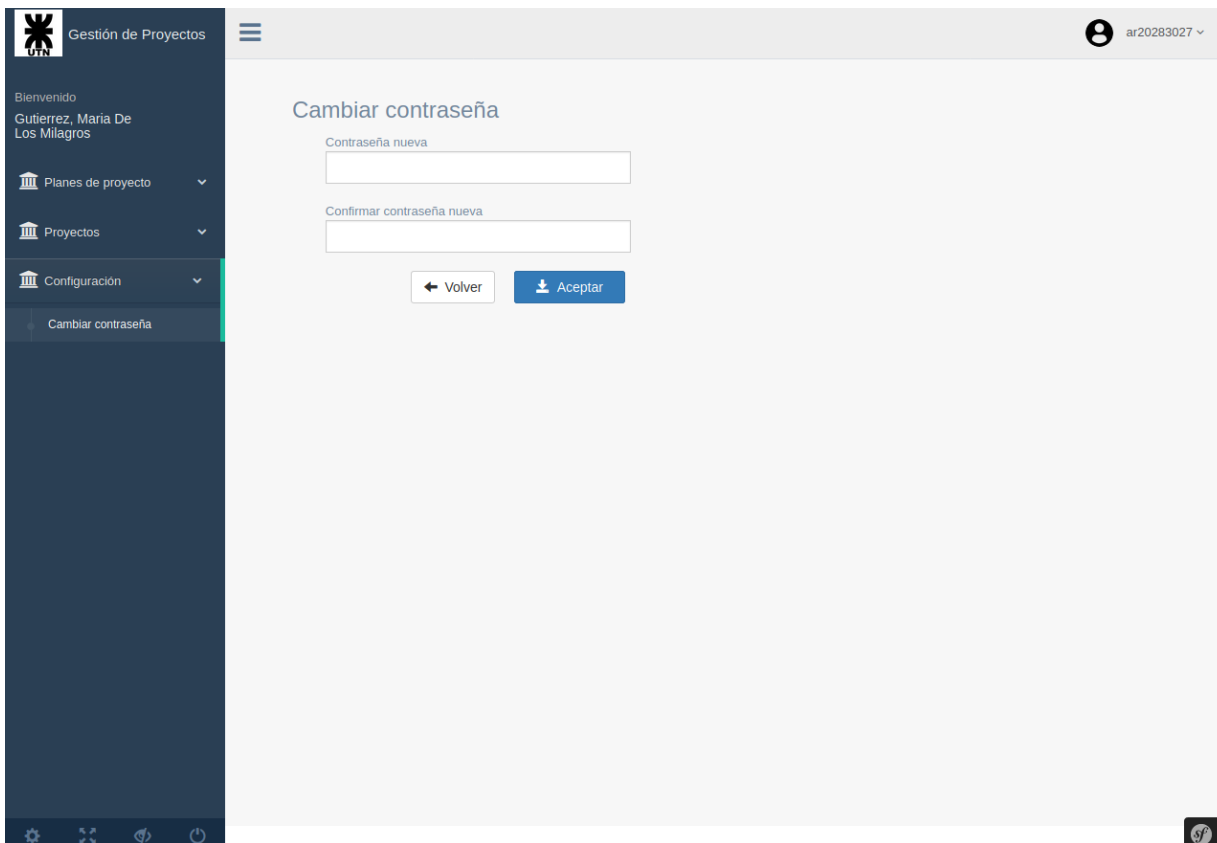 UTN
Gestión de Proyectos
ar20283027
Bienvenido
Gutierrez, Maria De
Los Milagros
Planes de proyecto
Proyectos
Configuración
Cambiar contraseña
Cambiar contraseña
Contraseña nueva
Confirmar contraseña nueva
Volver
Aceptar
sf